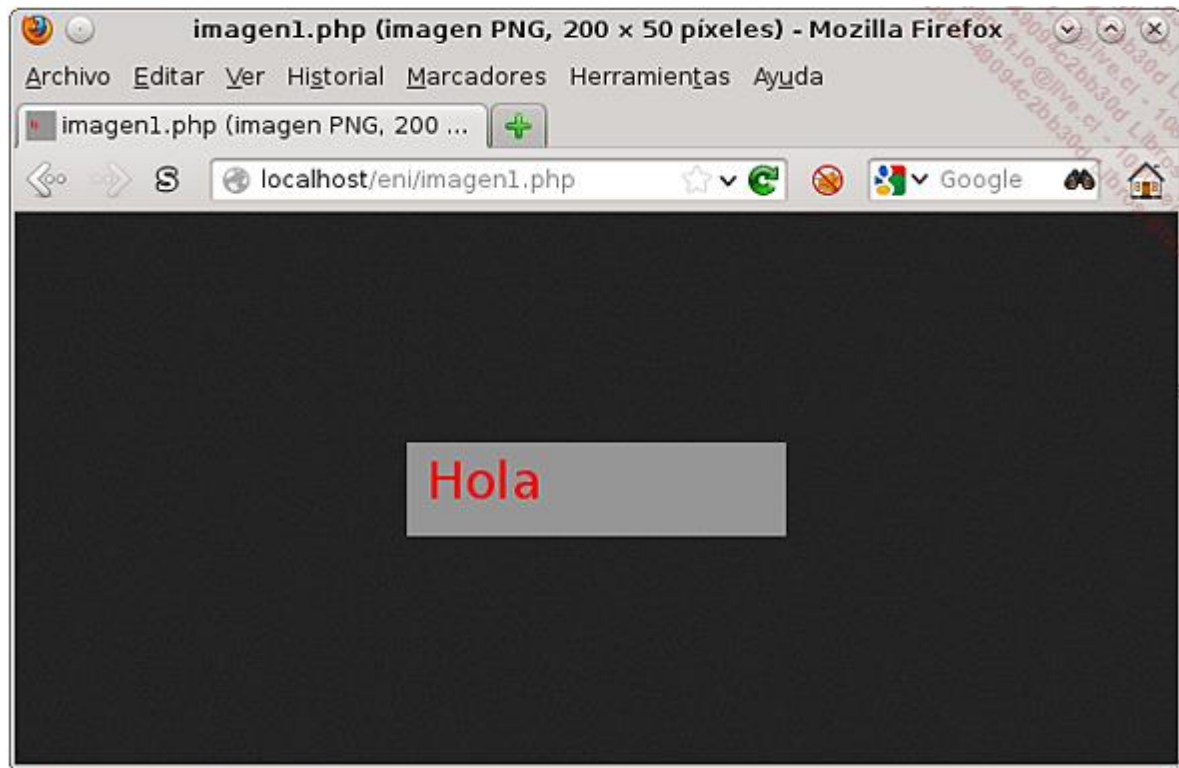 imagen1.php (imagen PNG, 200 x 50 píxeles) - Mozilla Firefox
Archivo Editar Ver Historial Marcadores Herramientas Ayuda
imagen1.php (imagen PNG, 200 ...
S localhost/eni/imagen1.php Google
Hola